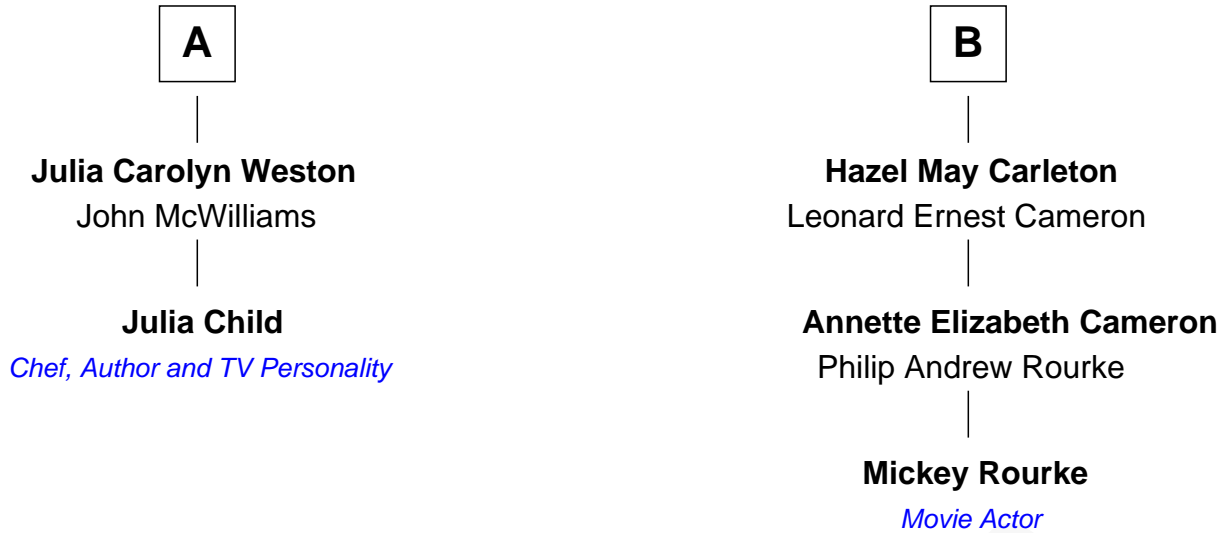 A
Julia Carolyn Weston
John McWilliams
Julia Child
Chef, Author and TV Personality
B
Hazel May Carleton
Leonard Ernest Cameron
Annette Elizabeth Cameron
Philip Andrew Rourke
Mickey Rourke
Movie Actor